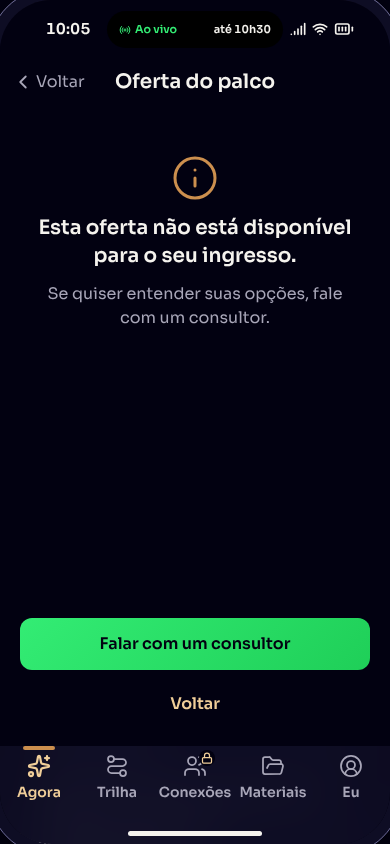 10:05
Ao vivo
até 10h30
Voltar
Oferta do palco
Esta oferta não está disponível
para o seu ingresso.
Se quiser entender suas opções, fale
com um consultor.
Falar com um consultor
Voltar
Agora
Trilha
Conexões
Materiais
Eu